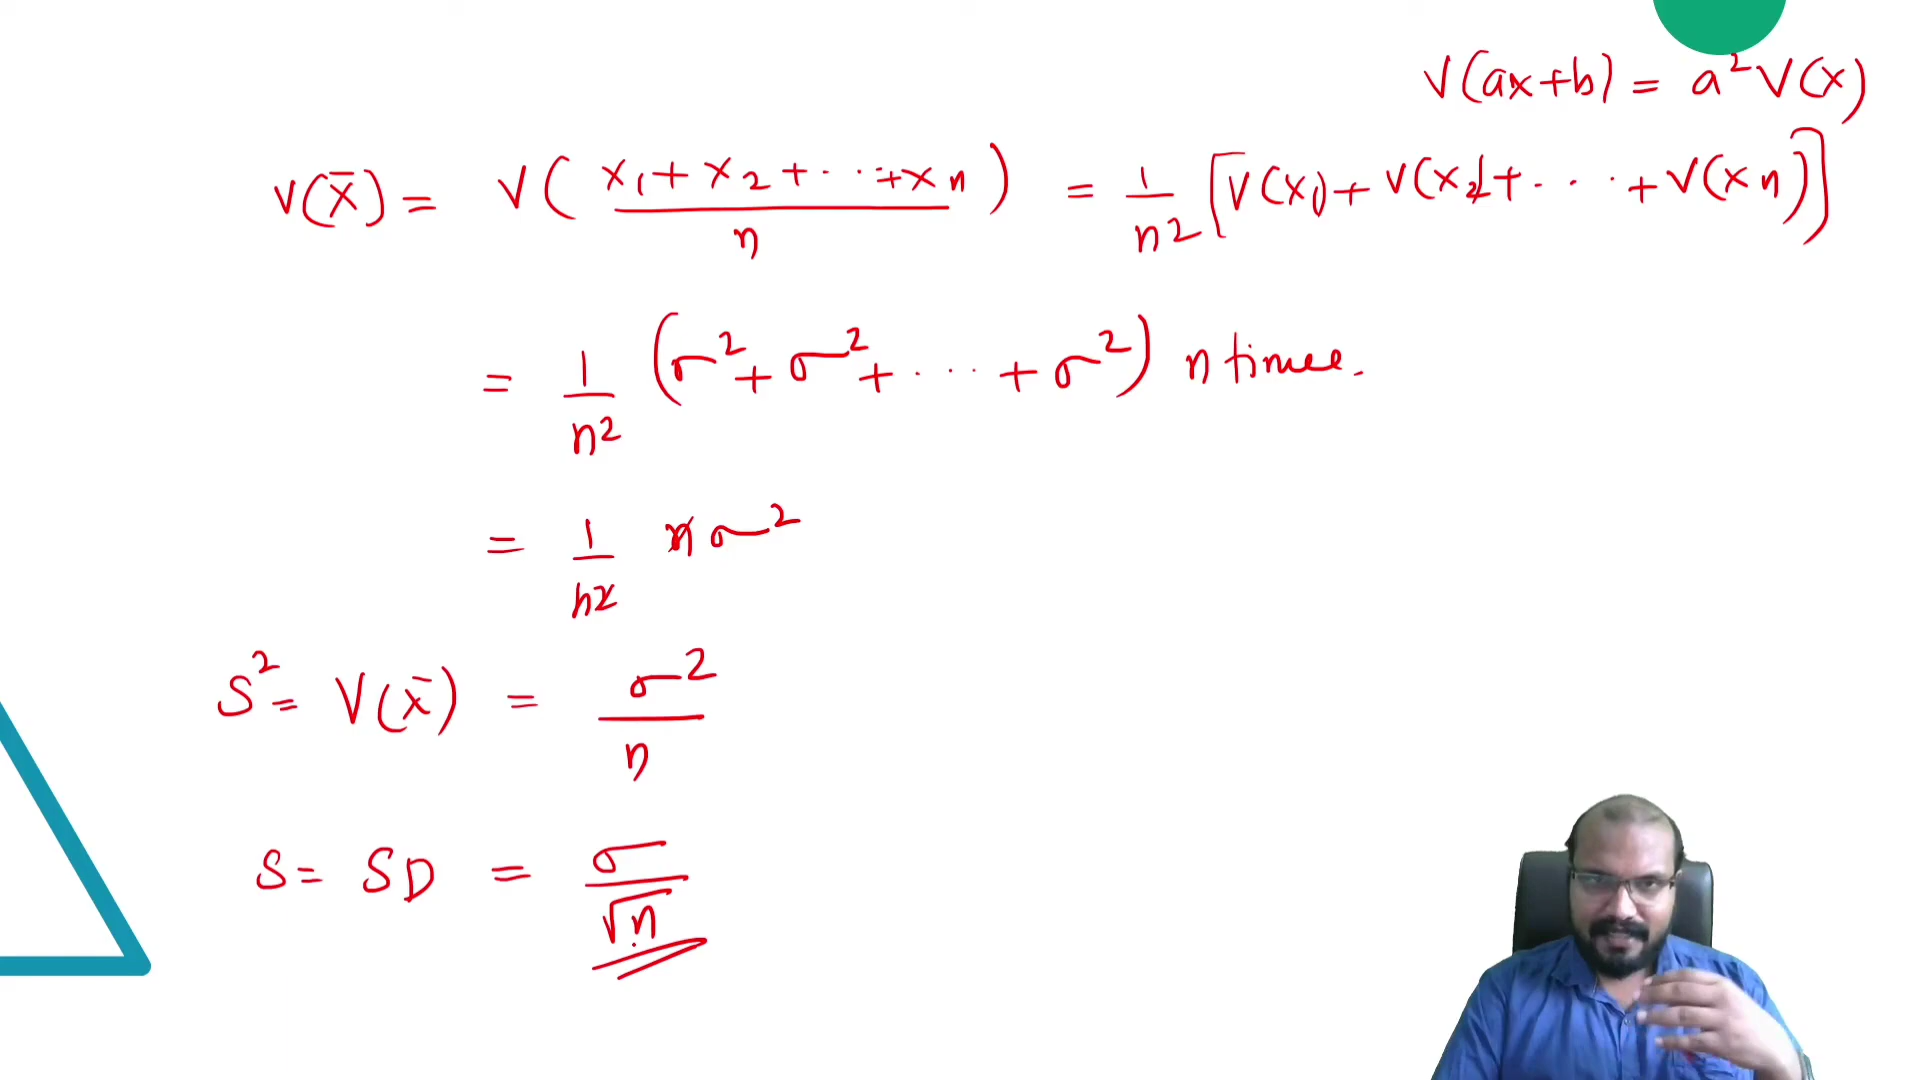 V(ax+b) = a²V(x)
V(x̄) = V( x₁+x₂+···+xₙ / n ) = 1/n² [V(x₁)+V(x₂)+···+V(xₙ)]
= 1/n² (σ²+σ²+···+σ²) n times.
= 1/n² nσ²
S² = V(x̄) = σ²/n
S = SD = σ/√n